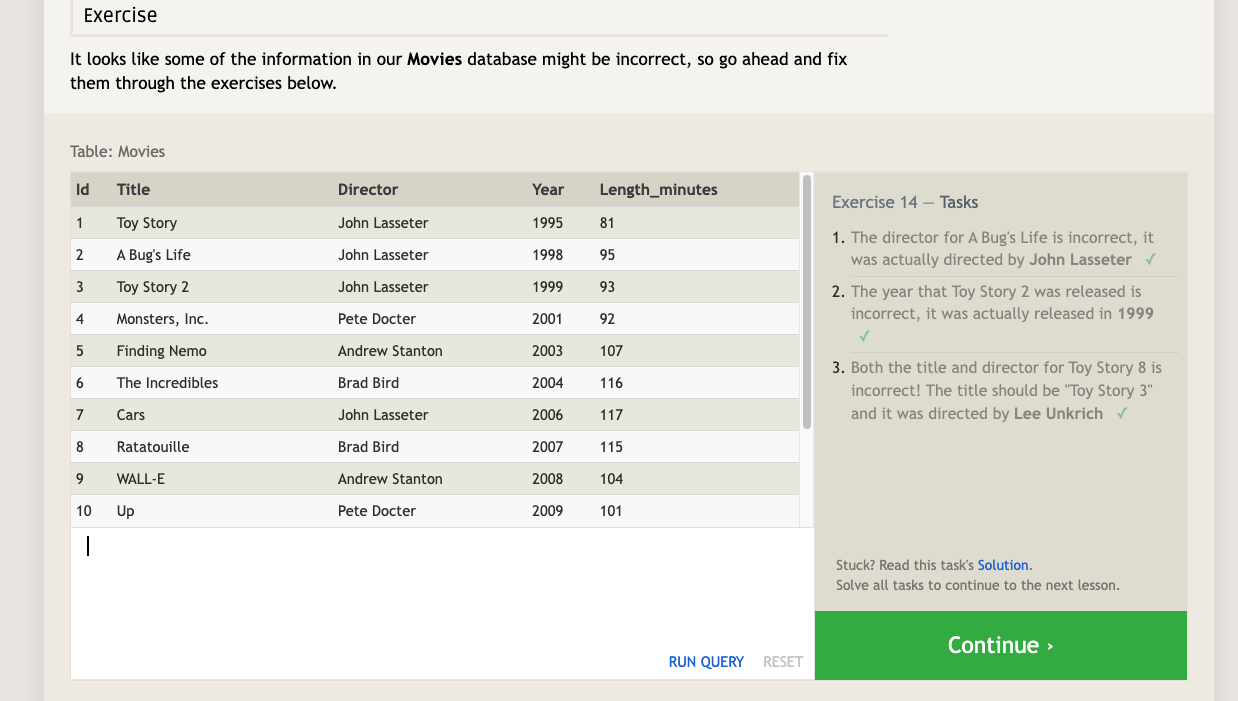 Exercise
It looks like some of the information in our Movies database might be incorrect, so go ahead and fix
them through the exercises below.
Table: Movies
Id Title Director Year Length_minutes
1 Toy Story John Lasseter 1995 81
2 A Bug's Life John Lasseter 1998 95
3 Toy Story 2 John Lasseter 1999 93
4 Monsters, Inc. Pete Docter 2001 92
5 Finding Nemo Andrew Stanton 2003 107
6 The Incredibles Brad Bird 2004 116
7 Cars John Lasseter 2006 117
8 Ratatouille Brad Bird 2007 115
9 WALL-E Andrew Stanton 2008 104
10 Up Pete Docter 2009 101
RUN QUERY RESET
Exercise 14 — Tasks
1. The director for A Bug's Life is incorrect, it
was actually directed by John Lasseter ✓
2. The year that Toy Story 2 was released is
incorrect, it was actually released in 1999
✓
3. Both the title and director for Toy Story 8 is
incorrect! The title should be "Toy Story 3"
and it was directed by Lee Unkrich ✓
Stuck? Read this task's Solution.
Solve all tasks to continue to the next lesson.
Continue ›